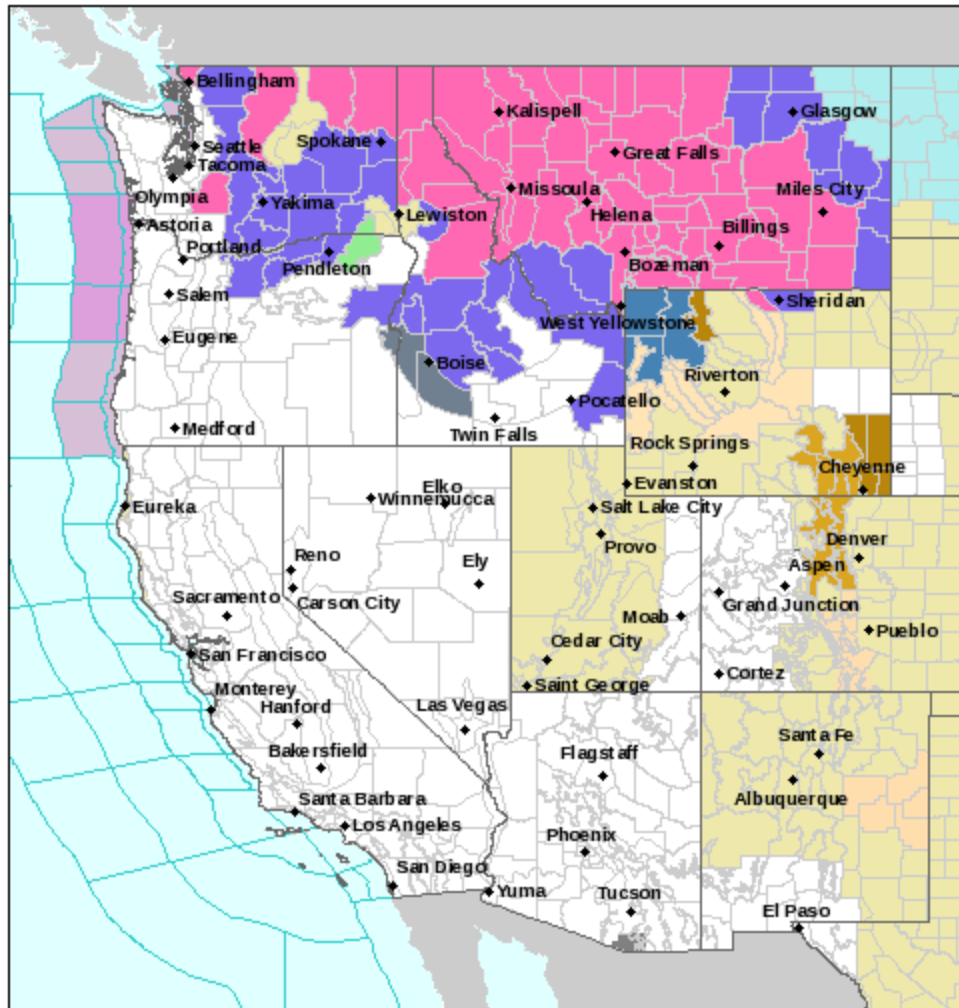 Bellingham
Kalispell
Glasgow
Spokane
Seattle
Great Falls
Tacoma
Olympia
Missoula
Miles City
Yakima
Lewiston
Helena
Astoria
Billings
Portland
Pendleton
Bozeman
Salem
Sheridan
West Yellowstone
Eugene
Boise
Riverton
Pocatello
Medford
Twin Falls
Rock Springs
Cheyenne
Elko
Evanston
Winnemucca
Eureka
Salt Lake City
Provo
Denver
Reno
Ely
Aspen
Sacramento
Carson City
Grand Junction
Moab
Pueblo
Cedar City
San Francisco
Cortez
Saint George
Monterey
Hanford
Las Vegas
Santa Fe
Bakersfield
Flagstaff
Albuquerque
Santa Barbara
Los Angeles
Phoenix
San Diego
Yuma
Tucson
El Paso